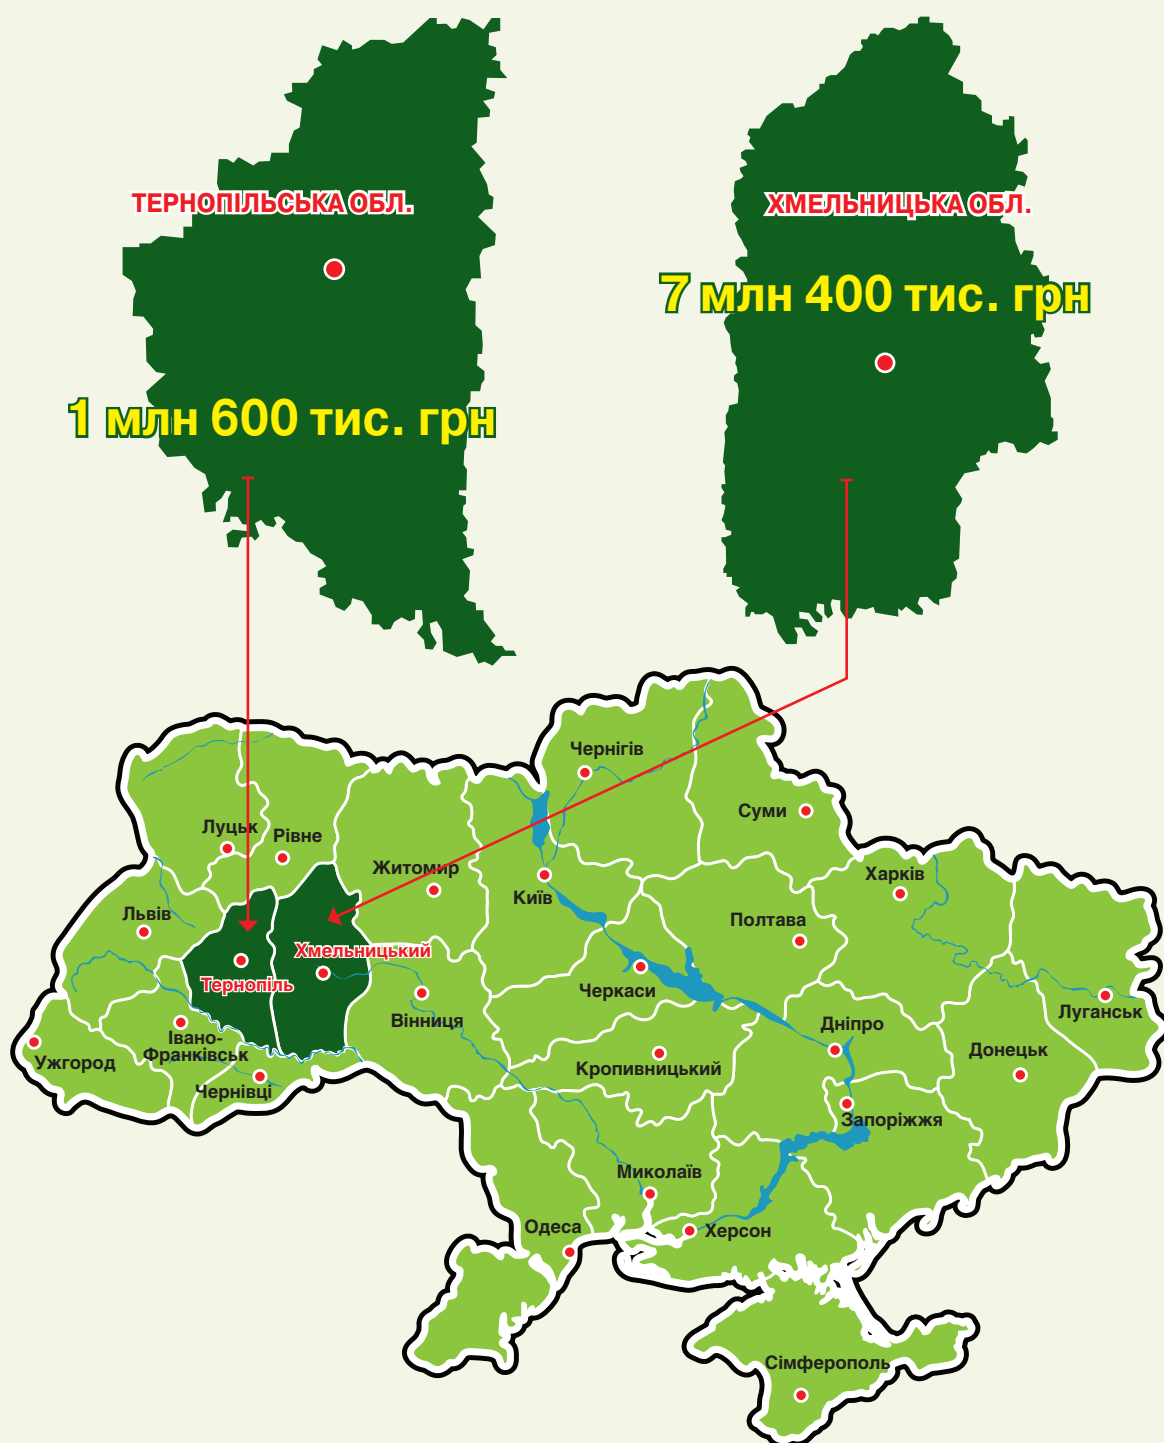 ТЕРНОПІЛЬСЬКА ОБЛ.
ХМЕЛЬНИЦЬКА ОБЛ.
7 млн 400 тис. грн
1 млн 600 тис. грн
Чернігів
Суми
Луцьк
Рівне
Житомир
Харків
Київ
Львів
Полтава
Хмельницький
Тернопіль
Черкаси
Вінниця
Луганськ
Дніпро
Івано-
Франківськ
Донецьк
Ужгород
Кропивницький
Чернівці
Запоріжжя
Миколаїв
Одеса
Херсон
Сімферополь